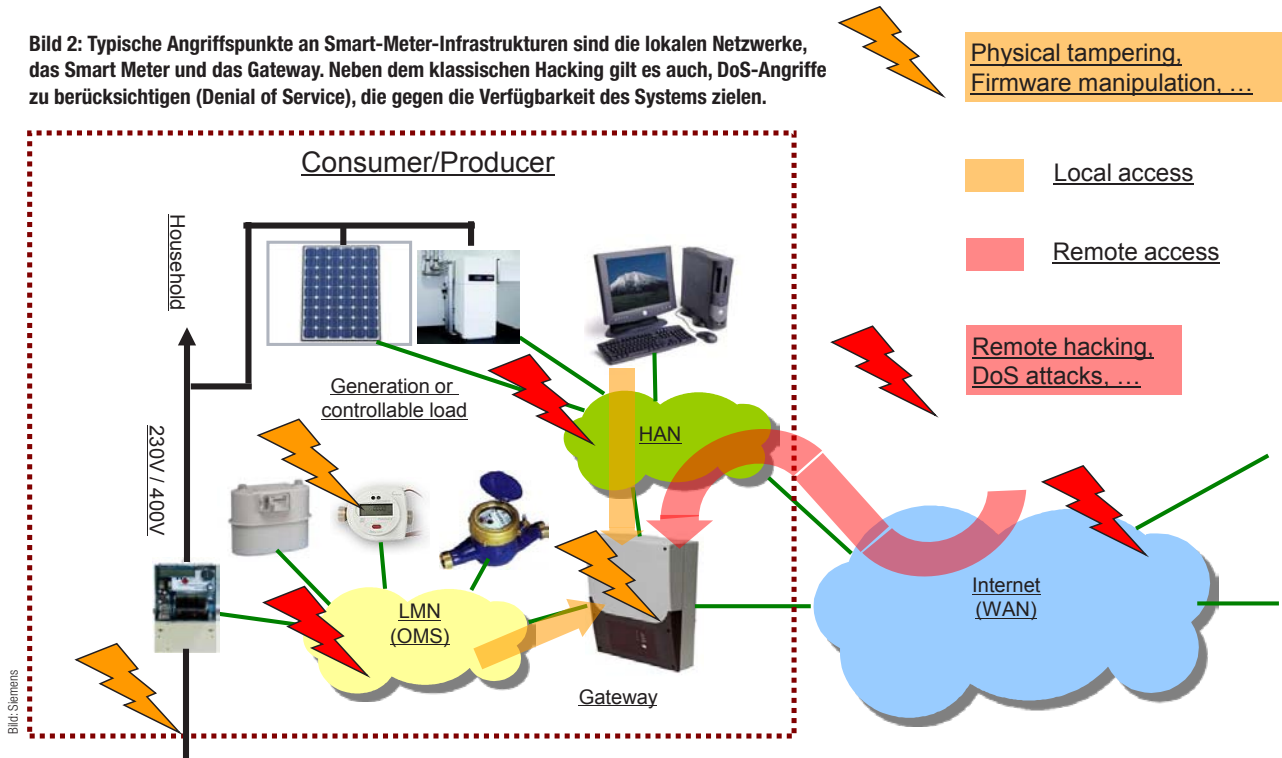 Bild 2: Typische Angriffspunkte an Smart-Meter-Infrastrukturen sind die lokalen Netzwerke,
das Smart Meter und das Gateway. Neben dem klassischen Hacking gilt es auch, DoS-Angriffe
zu berücksichtigen (Denial of Service), die gegen die Verfügbarkeit des Systems zielen.
Physical tampering,
Firmware manipulation, …
Local access
Remote access
Remote hacking,
DoS attacks, …
Consumer/Producer
Household
230V / 400V
Generation or
controllable load
HAN
LMN
(OMS)
Gateway
Internet
(WAN)
Bild: Siemens